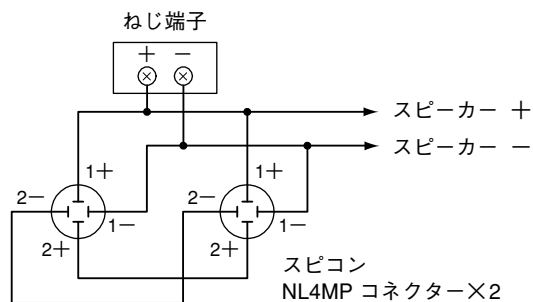 ねじ端子
＋ －
スピーカー ＋
スピーカー －
1＋ 1＋
2－ 2－
1－ 1－
2＋ 2＋
スピコン
NL4MP コネクター×2